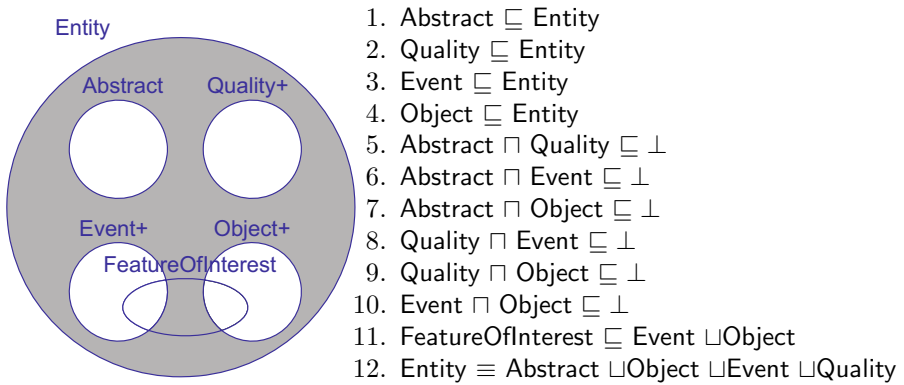 Entity
Abstract
Quality+
Event+
Object+
FeatureOfInterest
1. Abstract ⊑ Entity
2. Quality ⊑ Entity
3. Event ⊑ Entity
4. Object ⊑ Entity
5. Abstract ⊓ Quality ⊑ ⊥
6. Abstract ⊓ Event ⊑ ⊥
7. Abstract ⊓ Object ⊑ ⊥
8. Quality ⊓ Event ⊑ ⊥
9. Quality ⊓ Object ⊑ ⊥
10. Event ⊓ Object ⊑ ⊥
11. FeatureOfInterest ⊑ Event ⊔Object
12. Entity ≡ Abstract ⊔Object ⊔Event ⊔Quality